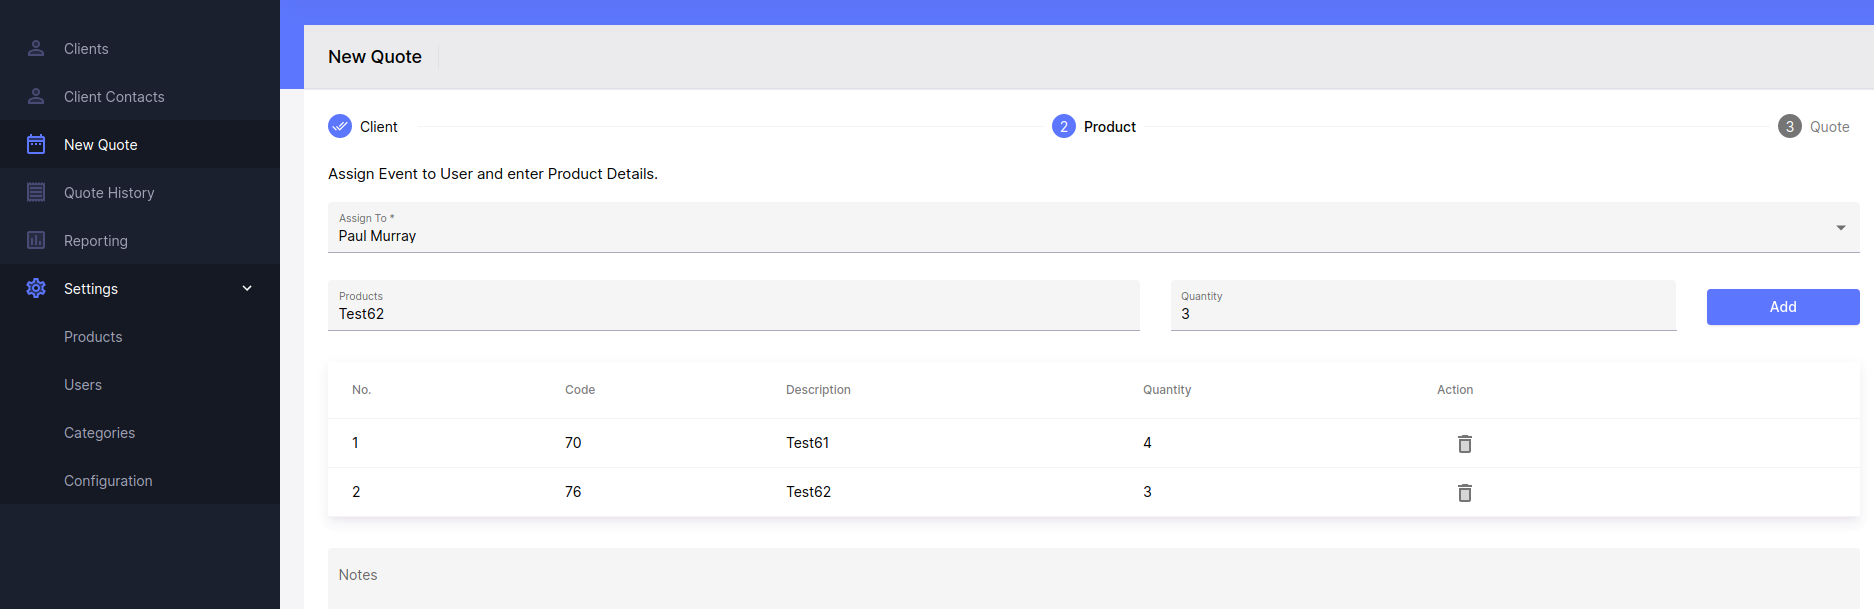 Clients
Client Contacts
New Quote
Quote History
Reporting
Settings
Products
Users
Categories
Configuration
New Quote
Client
2 Product
3 Quote
Assign Event to User and enter Product Details.
Assign To *
Paul Murray
Products
Test62
Quantity
3
Add
No. Code Description Quantity Action
1 70 Test61 4
2 76 Test62 3
Notes